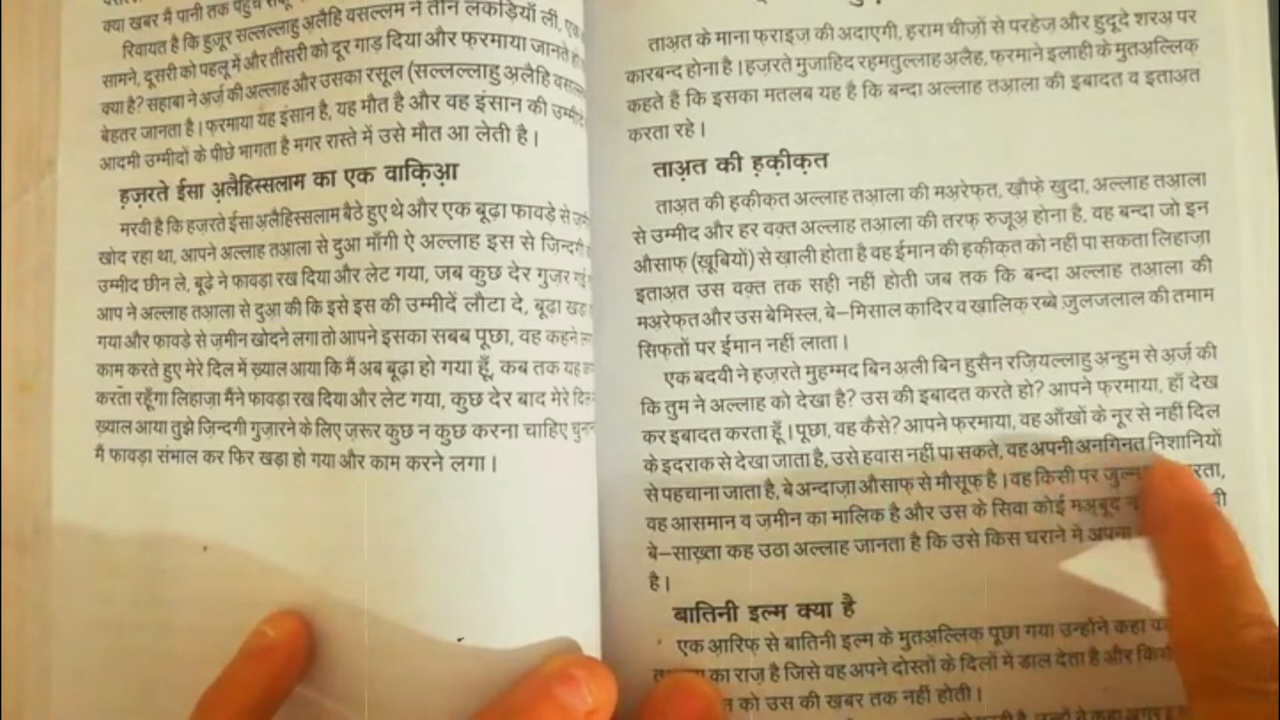 क्या खबर मैं पानी तक पहुंच
रिवायत है कि हुज़ूर सल्लल्लाहु अ़लैहि वसल्लम ने तीन लकड़ियाँ लीं,
सामने, दूसरी को पहलू में और तीसरी को दूर गाड़ दिया और फ़रमाया जानते
क्या है? सहाबा ने अ़र्ज़ की अल्लाह और उसका रसूल (सल्लल्लाहु अ़लैहि
बेहतर जानता है। फ़रमाया यह इंसान है, यह मौत है और वह इंसान की
आदमी उम्मीदों के पीछे भागता है मगर रास्ते में उसे मौत आ लेती है।
हज़रते ईसा अ़लैहिस्सलाम का एक वाक़िआ़
मरवी है कि हज़रते ईसा अ़लैहिस्सलाम बैठे हुए थे और एक बूढ़ा फावड़े से
खोद रहा था, आपने अल्लाह तआ़ला से दुआ माँगी ऐ अल्लाह इस से ज़िन्दगी
उम्मीद छीन ले, बूढ़े ने फावड़ा रख दिया और लेट गया, जब कुछ देर गुज़र
आप ने अल्लाह तआ़ला से दुआ़ की कि इसे इस की उम्मीदें लौटा दे, बूढ़ा
गया और फावड़े से ज़मीन खोदने लगा तो आपने इसका सबब पूछा, वह कहने
काम करते हुए मेरे दिल में ख़्याल आया कि मैं अब बूढ़ा हो गया हूँ, कब तक यह
करता रहूँगा लिहाज़ा मैंने फावड़ा रख दिया और लेट गया, कुछ देर बाद मेरे
ख़्याल आया तुझे ज़िन्दगी गुज़ारने के लिए ज़रूर कुछ न कुछ करना चाहिए
मैं फावड़ा संभाल कर फिर खड़ा हो गया और काम करने लगा।
ताअ़त के माना फ़राइज़ की अदाएगी, हराम चीज़ों से परहेज़ और हुदूदे शरअ़ पर
कारबन्द होना है। हज़रते मुजाहिद रहमतुल्लाह अ़लैह, फ़रमाने इलाही के मुतअ़ल्लिक़
कहते हैं कि इसका मतलब यह है कि बन्दा अल्लाह तआ़ला की इबादत व इताअ़त
करता रहे।
ताअ़त की ह़क़ीक़त
ताअ़त की ह़क़ीक़त अल्लाह तआ़ला की मअ़रेफ़त, ख़ौफ़े खुदा, अल्लाह तआ़ला
से उम्मीद और हर वक़्त अल्लाह तआ़ला की तरफ़ रुजूअ़ होना है, वह बन्दा जो इन
औसाफ़ (ख़ूबियों) से खाली होता है वह ईमान की ह़क़ीक़त को नहीं पा सकता लिहाज़ा
इताअ़त उस वक़्त तक सही नहीं होती जब तक कि बन्दा अल्लाह तआ़ला की
मअ़रेफ़त और उस बेमिस्ल, बे–मिसाल क़ादिर व ख़ालिक़ रब्बे ज़ुलजलाल की तमाम
सिफ़तों पर ईमान नहीं लाता।
एक बदवी ने हज़रते मुहम्मद बिन अ़ली बिन हुसैन रज़ियल्लाहु अ़न्हुम से अ़र्ज़ की
कि तुम ने अल्लाह को देखा है? उस की इबादत करते हो? आपने फ़रमाया, हाँ देख
कर इबादत करता हूँ। पूछा, वह कैसे? आपने फ़रमाया, वह आँखों के नूर से नहीं दिल
के इदराक से देखा जाता है, उसे हवास नहीं पा सकते, वह अपनी अनगिनत निशानियों
से पहचाना जाता है, बे अन्दाज़ा औसाफ़ से मौसूफ़ है। वह किसी पर ज़ुल्म
वह आसमान व ज़मीन का मालिक है और उस के सिवा कोई मअ़बूद
बे–साख़्ता कह उठा अल्लाह जानता है कि उसे किस घराने में अपना
है।
बातिनी इल्म क्या है
एक आरिफ़ से बातिनी इल्म के मुतअ़ल्लिक़ पूछा गया उन्होंने कहा
का राज़ है जिसे वह अपने दोस्तों के दिलों में डाल देता है और
को उस की खबर तक नहीं होती।